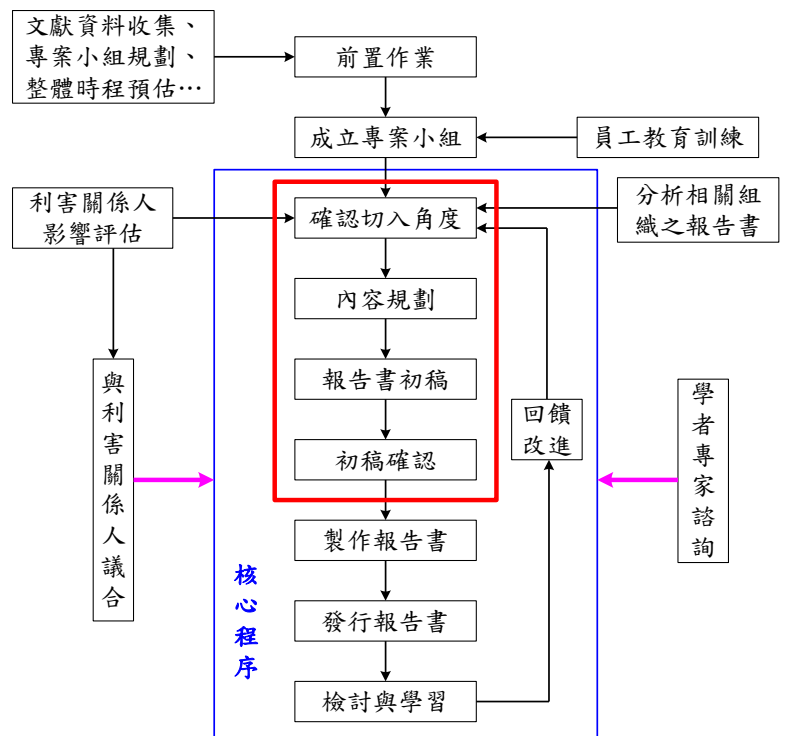 文獻資料收集、
專案小組規劃、
整體時程預估…
前置作業
成立專案小組
員工教育訓練
利害關係人
影響評估
確認切入角度
分析相關組
織之報告書
內容規劃
報告書初稿
初稿確認
回饋
改進
與利害關係人議合
學者專家諮詢
製作報告書
核心程序
發行報告書
檢討與學習